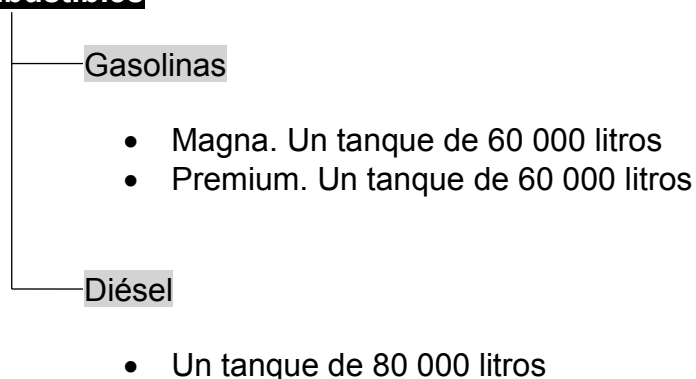 Gasolinas
• Magna. Un tanque de 60 000 litros
• Premium. Un tanque de 60 000 litros
Diésel
• Un tanque de 80 000 litros